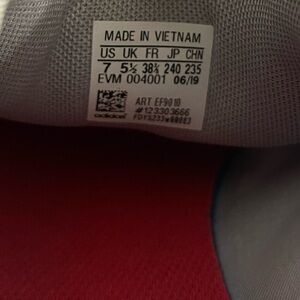 MADE IN VIETNAM
US UK FR JP CHN
7 5½ 38⅔ 240 235
EVM 004001 06/19
ART EF9010
#123303666
adidas